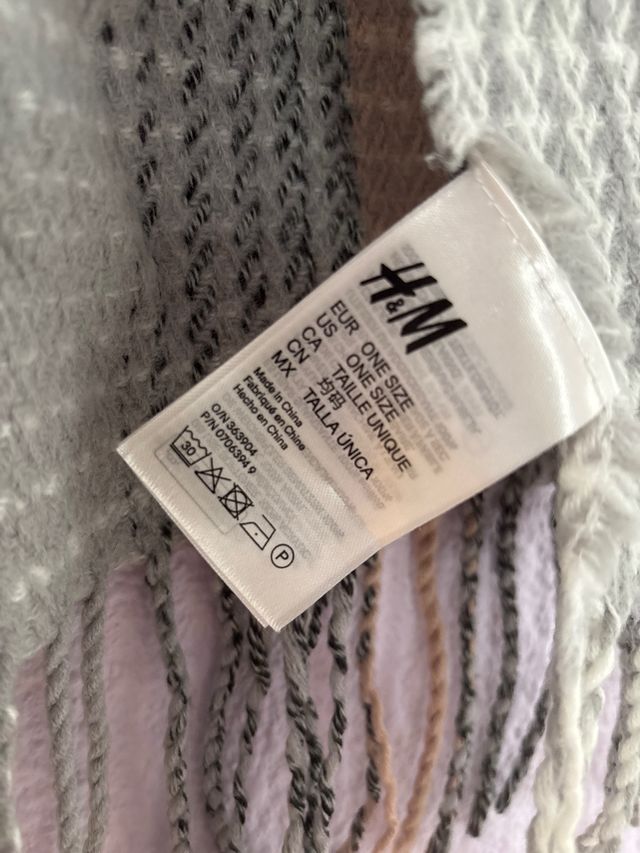 H&M
EUR ONE SIZE
US ONE SIZE
CA TAILLE UNIQUE
CN 均码
MX TALLA ÚNICA
Made in China
Fabriqué en Chine
Hecho en China
O/N 363904
P/N 0706394 9
30
P